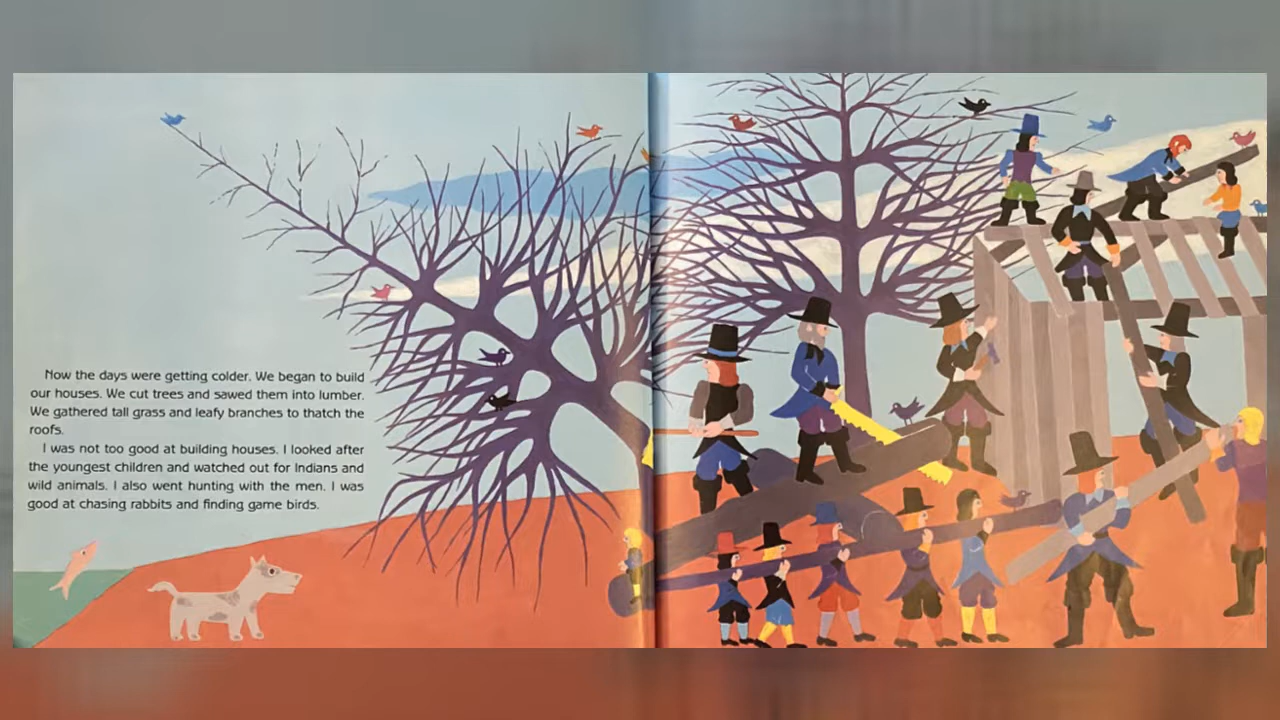 Now the days were getting colder. We began to build
our houses. We cut trees and sawed them into lumber.
We gathered tall grass and leafy branches to thatch the
roofs.
I was not too good at building houses. I looked after
the youngest children and watched out for Indians and
wild animals. I also went hunting with the men. I was
good at chasing rabbits and finding game birds.